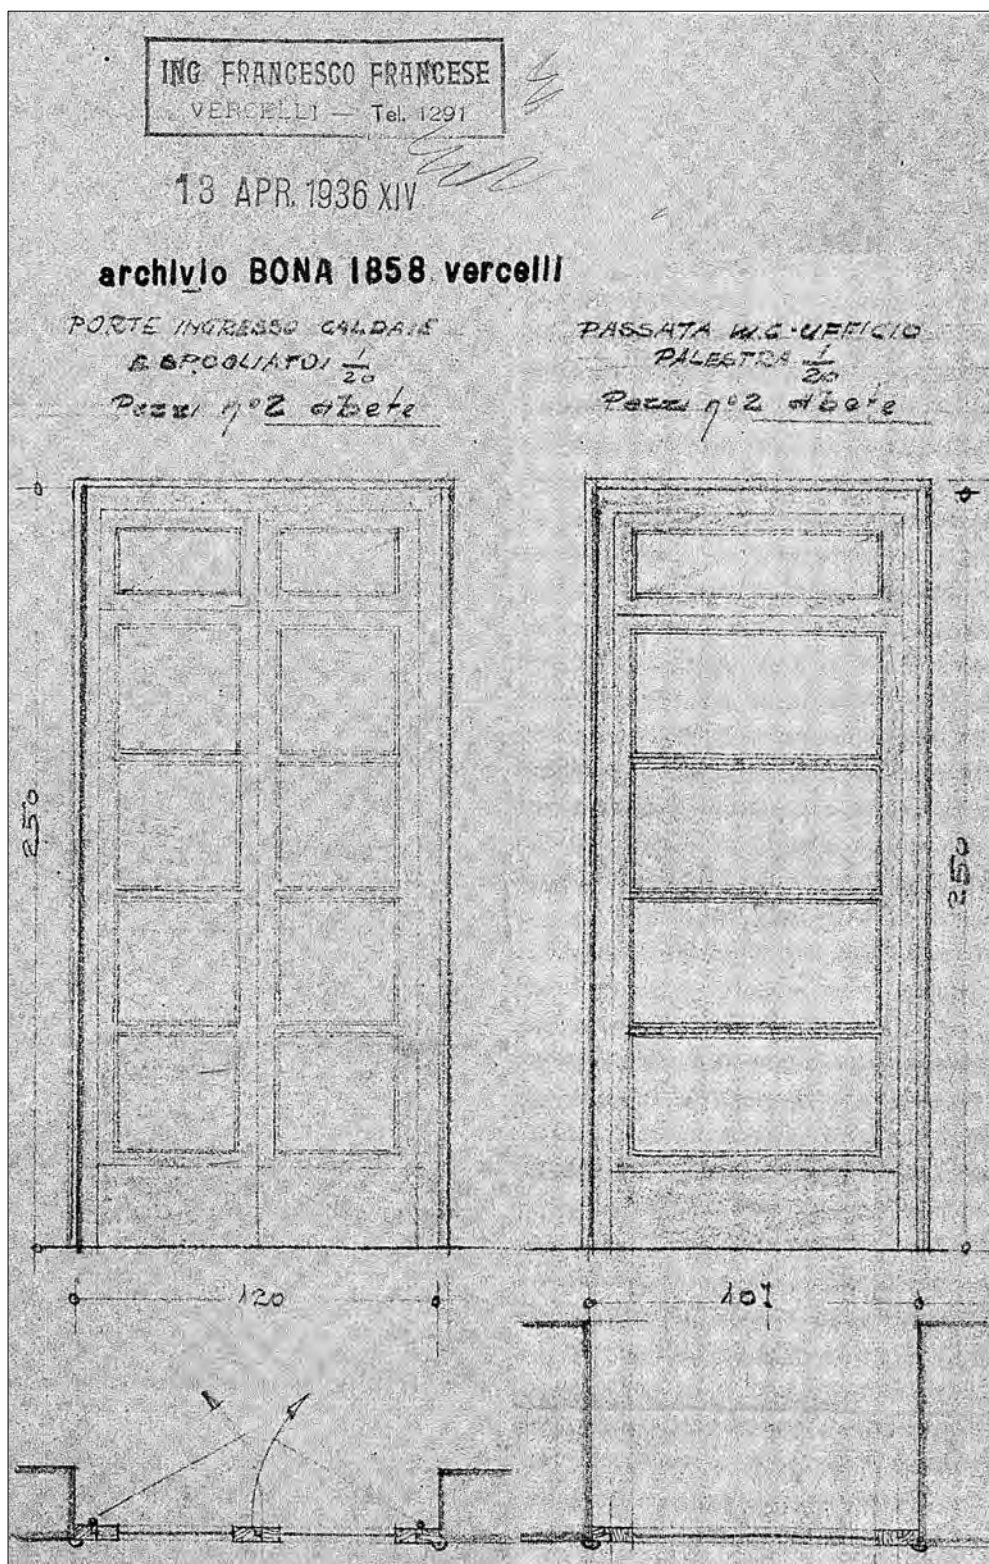 ING FRANCESCO FRANCESE
VERCELLI — Tel. 1291
13 APR. 1936 XIV
archivio BONA 1858 vercelli
PORTE INGRESSO CALDAIE
E SPOGLIATOI 1/20
Pezzi n° 2 abete
PASSATA W.C-UFFICIO
PALESTRA 1/20
Pezzi n° 2 abete
250
250
120
107